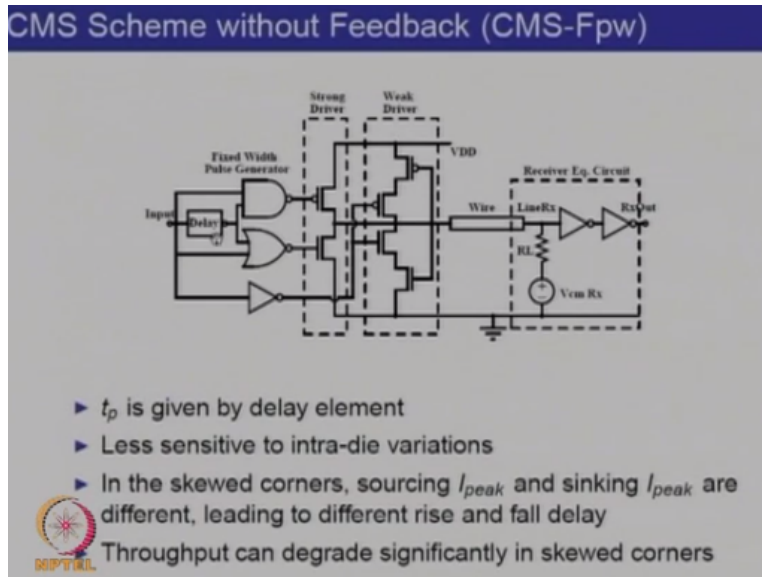 CMS Scheme without Feedback (CMS-Fpw)
Strong
Driver
Weak
Driver
VDD
Fixed Width
Pulse Generator
Receiver Eq. Circuit
Input
Delay
Wire
LineRx
RxOut
RL
Vcm Rx
► tp is given by delay element
► Less sensitive to intra-die variations
► In the skewed corners, sourcing Ipeak and sinking Ipeak are
different, leading to different rise and fall delay
Throughput can degrade significantly in skewed corners
NPTEL